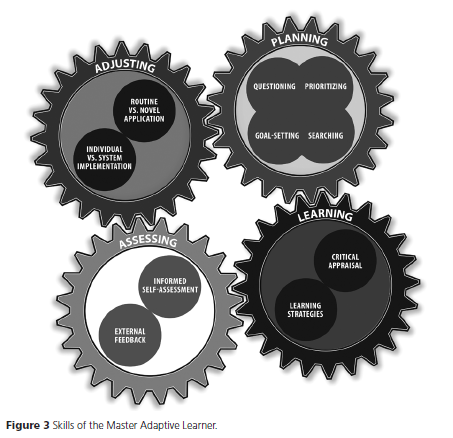 ADJUSTING
ROUTINE
VS. NOVEL
APPLICATION
INDIVIDUAL
VS. SYSTEM
IMPLEMENTATION
PLANNING
QUESTIONING PRIORITIZING
GOAL-SETTING SEARCHING
ASSESSING
INFORMED
SELF-ASSESSMENT
EXTERNAL
FEEDBACK
LEARNING
CRITICAL
APPRAISAL
LEARNING
STRATEGIES
Figure 3 Skills of the Master Adaptive Learner.